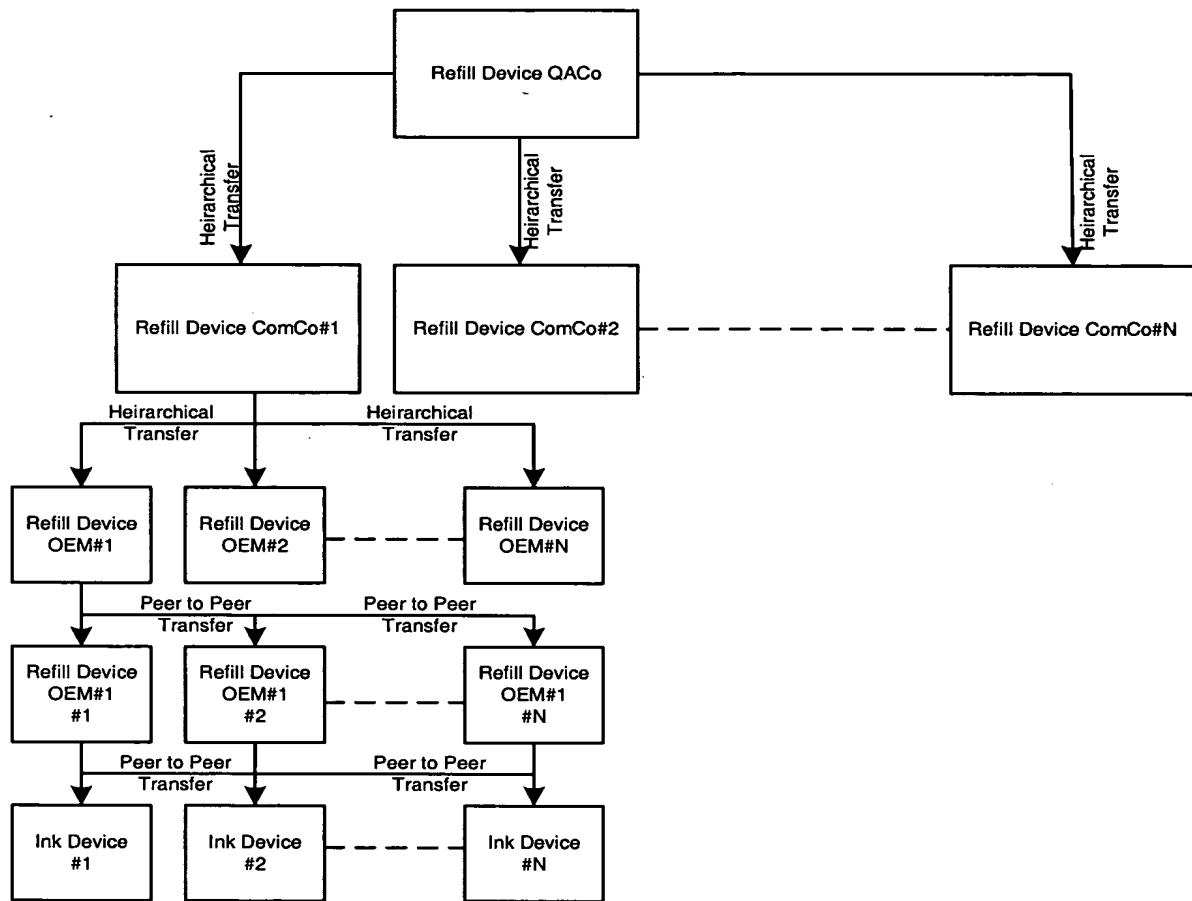 Refill Device QACo
Heirarchical
Transfer
Heirarchical
Transfer
Heirarchical
Transfer
Refill Device ComCo#1
Refill Device ComCo#2
Refill Device ComCo#N
Heirarchical
Transfer
Heirarchical
Transfer
Refill Device
OEM#1
Refill Device
OEM#2
Refill Device
OEM#N
Peer to Peer
Transfer
Peer to Peer
Transfer
Refill Device
OEM#1
#1
Refill Device
OEM#1
#2
Refill Device
OEM#1
#N
Peer to Peer
Transfer
Peer to Peer
Transfer
Ink Device
#1
Ink Device
#2
Ink Device
#N